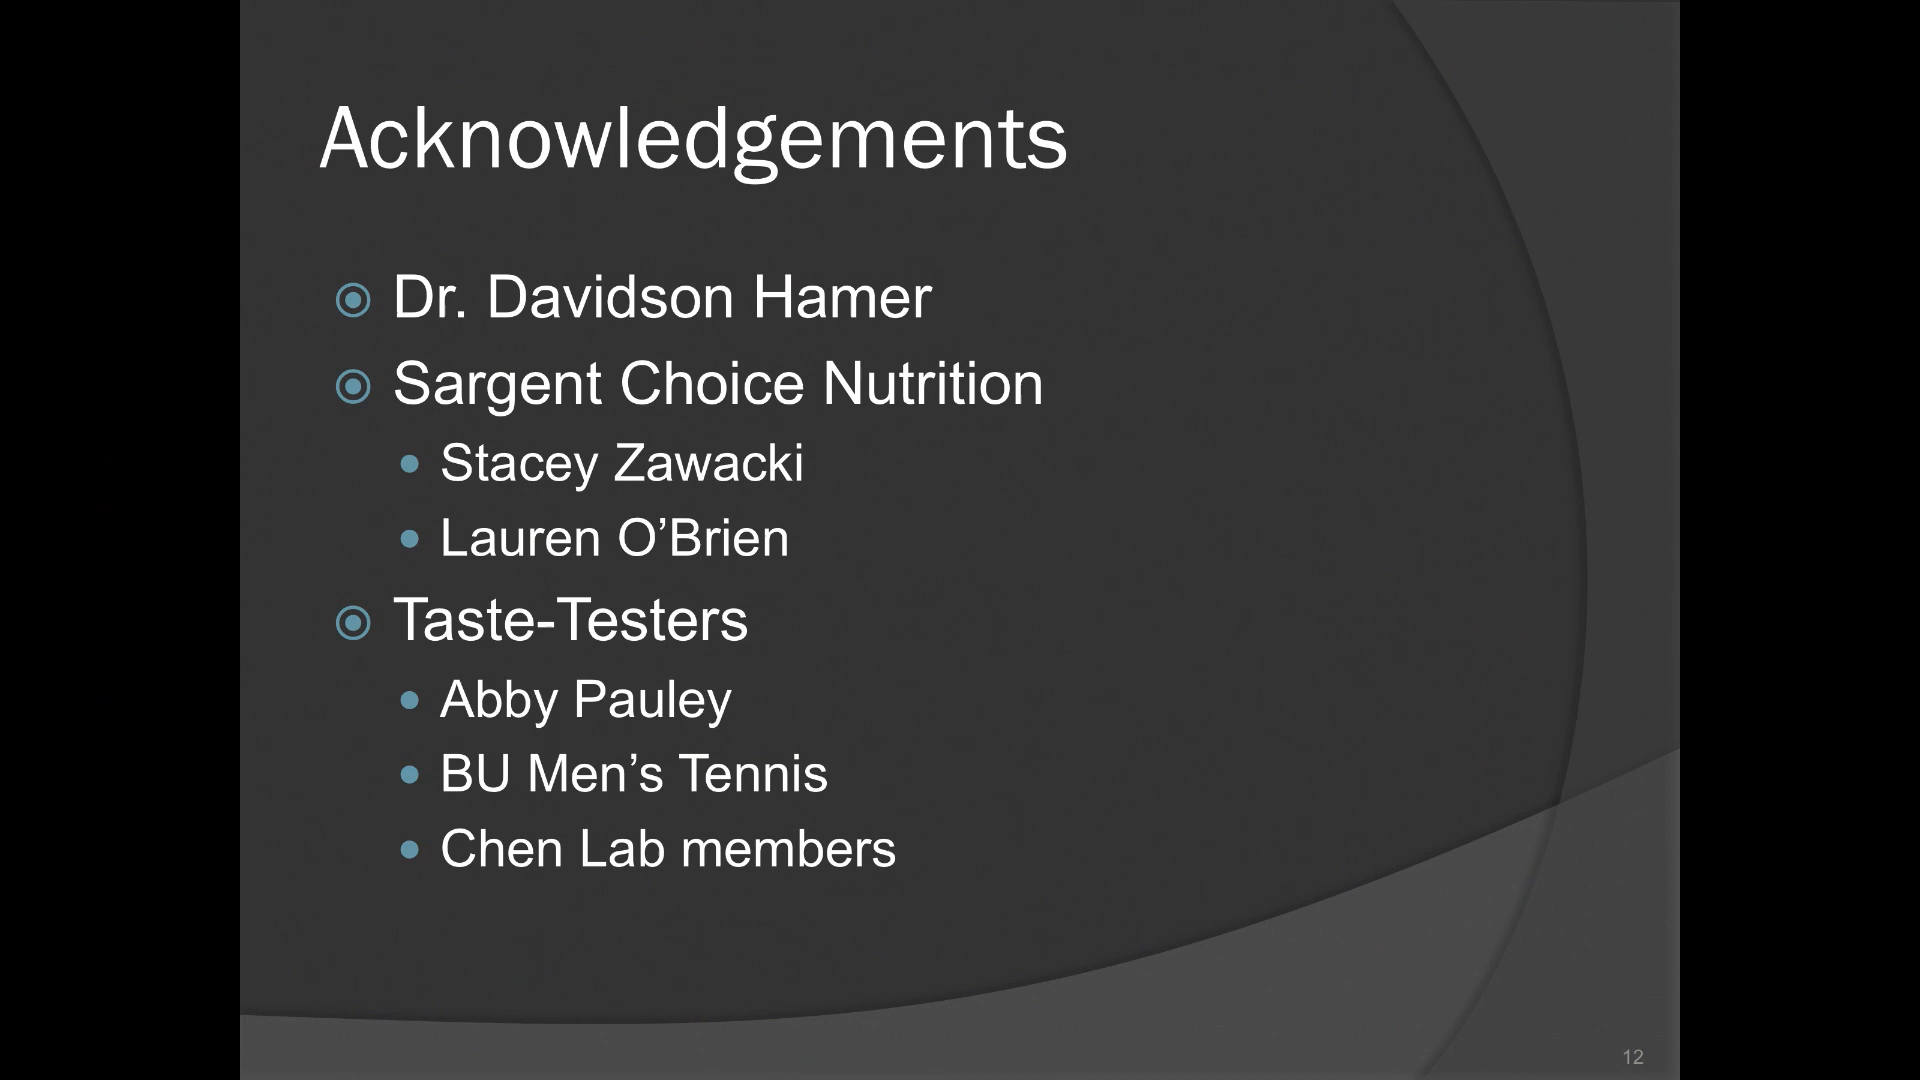 Acknowledgements
Dr. Davidson Hamer
Sargent Choice Nutrition
Stacey Zawacki
Lauren O’Brien
Taste-Testers
Abby Pauley
BU Men’s Tennis
Chen Lab members
12